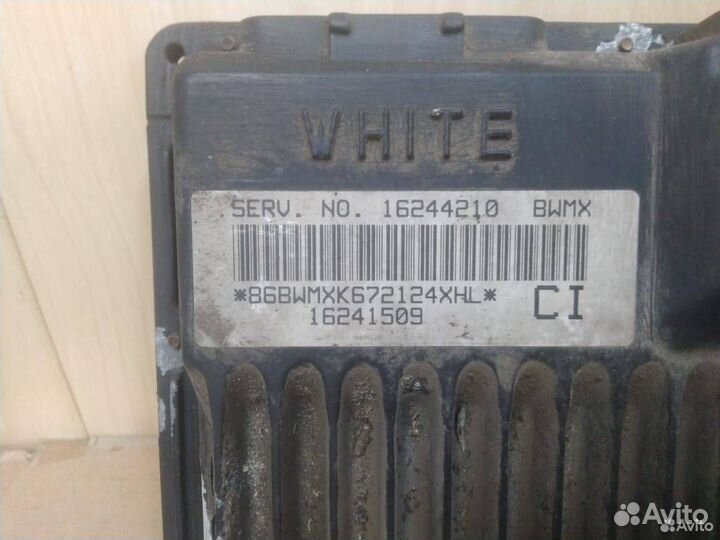 WHITE
SERV. NO. 16244210 BWMX
*86BWMXK672124XHL*
16241509 CI
Avito